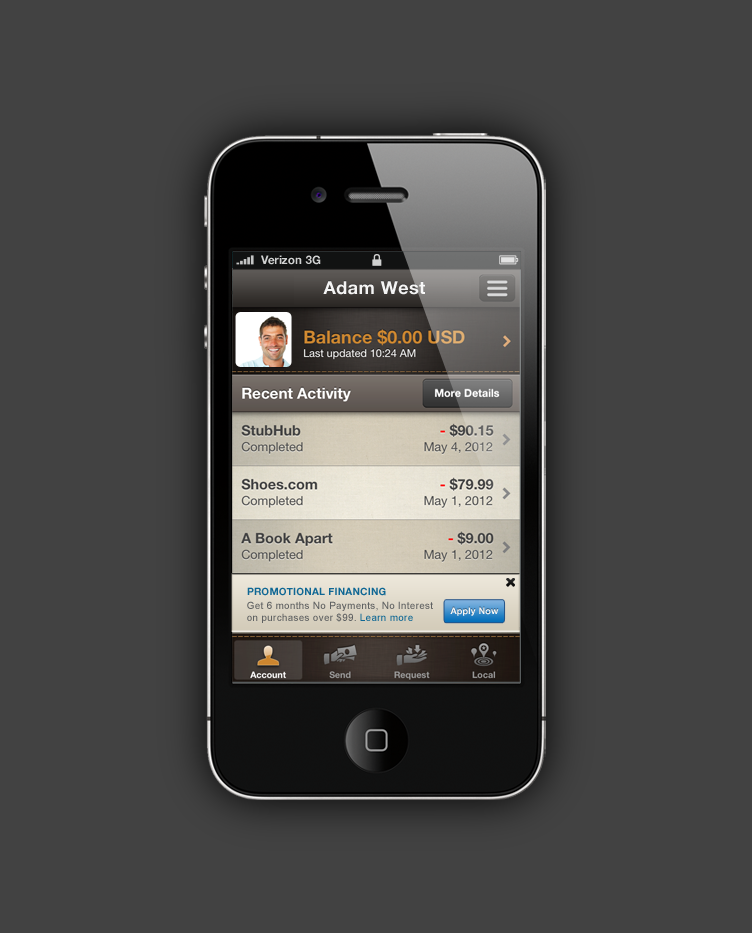 Verizon 3G
Adam West
Balance $0.00 USD
Last updated 10:24 AM
Recent Activity
More Details
StubHub
- $90.15
Completed
May 4, 2012
Shoes.com
- $79.99
Completed
May 1, 2012
A Book Apart
- $9.00
Completed
May 1, 2012
PROMOTIONAL FINANCING
Get 6 months No Payments, No Interest
on purchases over $99. Learn more
Apply Now
Account
Send
Request
Local